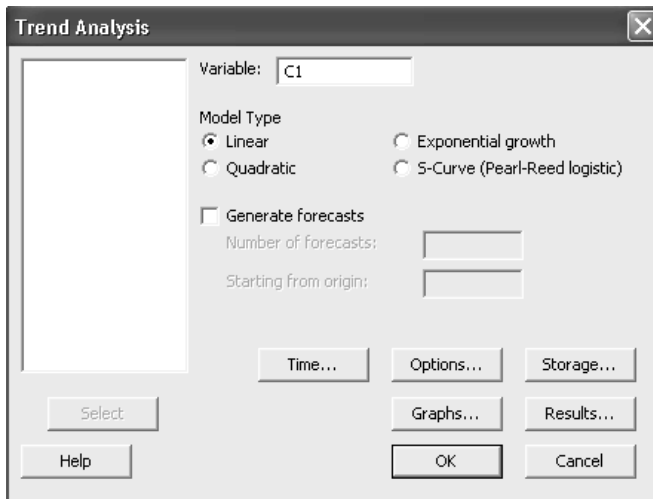 Trend Analysis
Variable: C1
Model Type
Linear
Exponential growth
Quadratic
S-Curve (Pearl-Reed logistic)
Generate forecasts
Number of forecasts:
Starting from origin:
Time... Options... Storage...
Select Graphs... Results...
Help OK Cancel